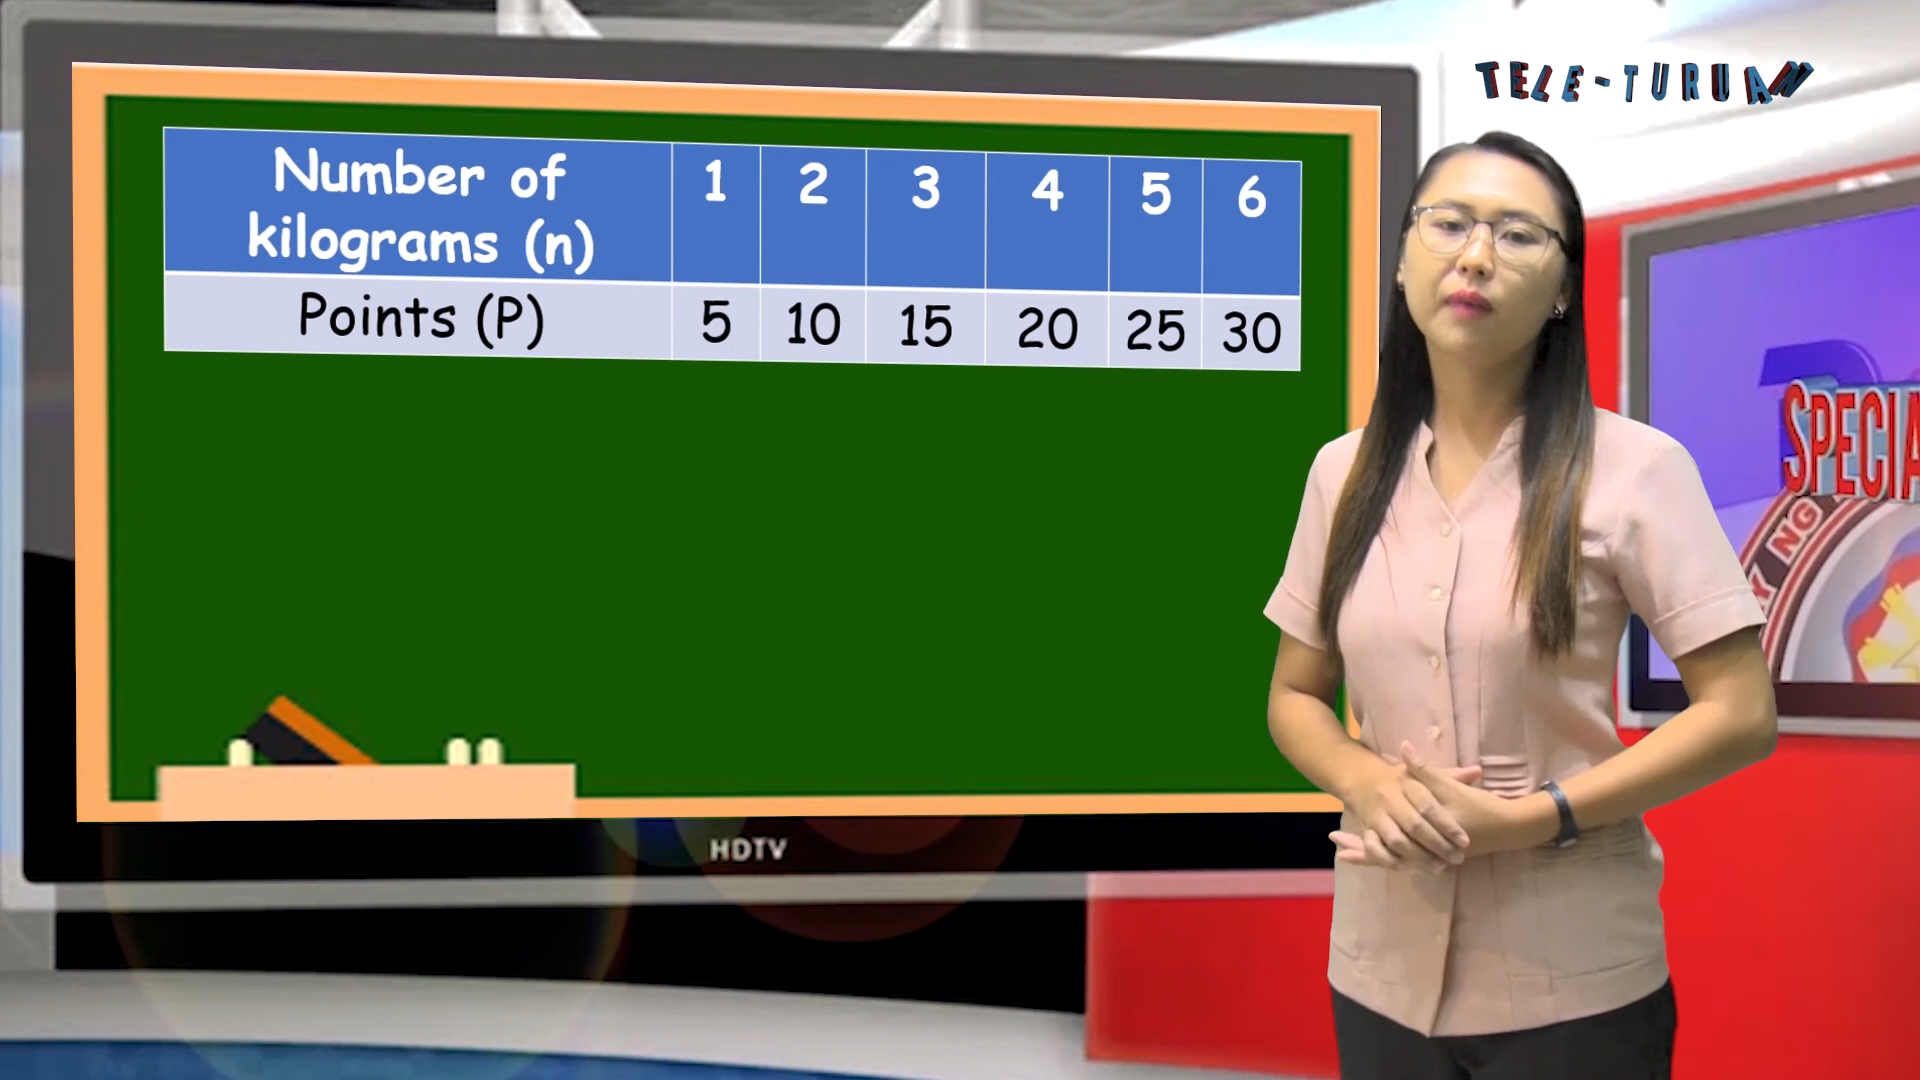 TELE-TURUAN
Number of kilograms (n) 1 2 3 4 5 6
Points (P) 5 10 15 20 25 30
SPECIA
NG
HDTV